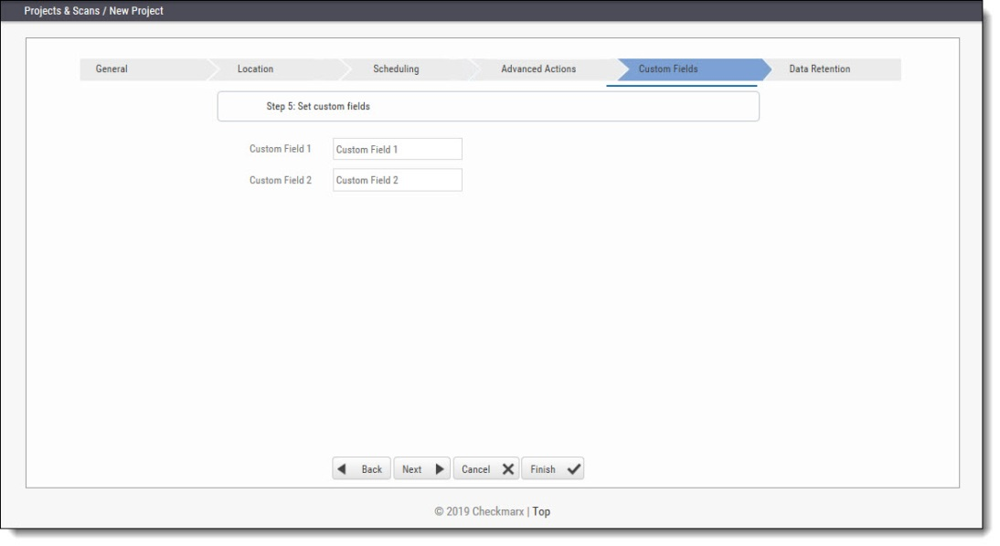 Projects & Scans / New Project
General Location Scheduling Advanced Actions Custom Fields Data Retention
Step 5: Set custom fields
Custom Field 1 Custom Field 1
Custom Field 2 Custom Field 2
Back Next Cancel Finish
© 2019 Checkmarx | Top